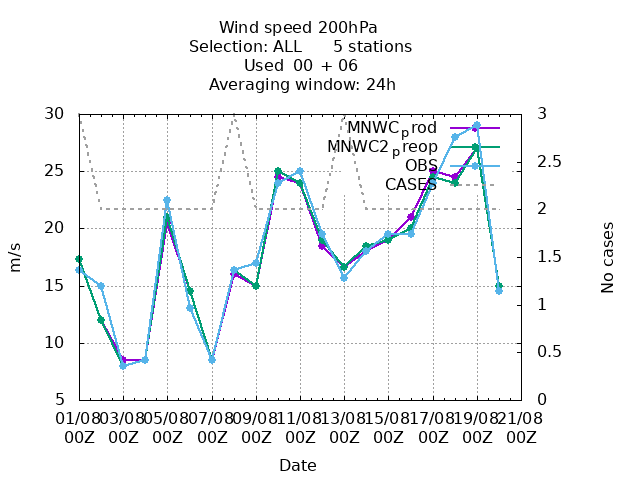 Wind speed 200hPa
Selection: ALL 5 stations
Used 00 + 06
Averaging window: 24h
30
25
20
15
10
5
m/s
3
2.5
2
1.5
1
0.5
0
No cases
MNWCprod
MNWC2preop
OBS
CASES
01/08 03/08 05/08 07/08 09/08 11/08 13/08 15/08 17/08 19/08 21/08
00Z 00Z 00Z 00Z 00Z 00Z 00Z 00Z 00Z 00Z 00Z
Date